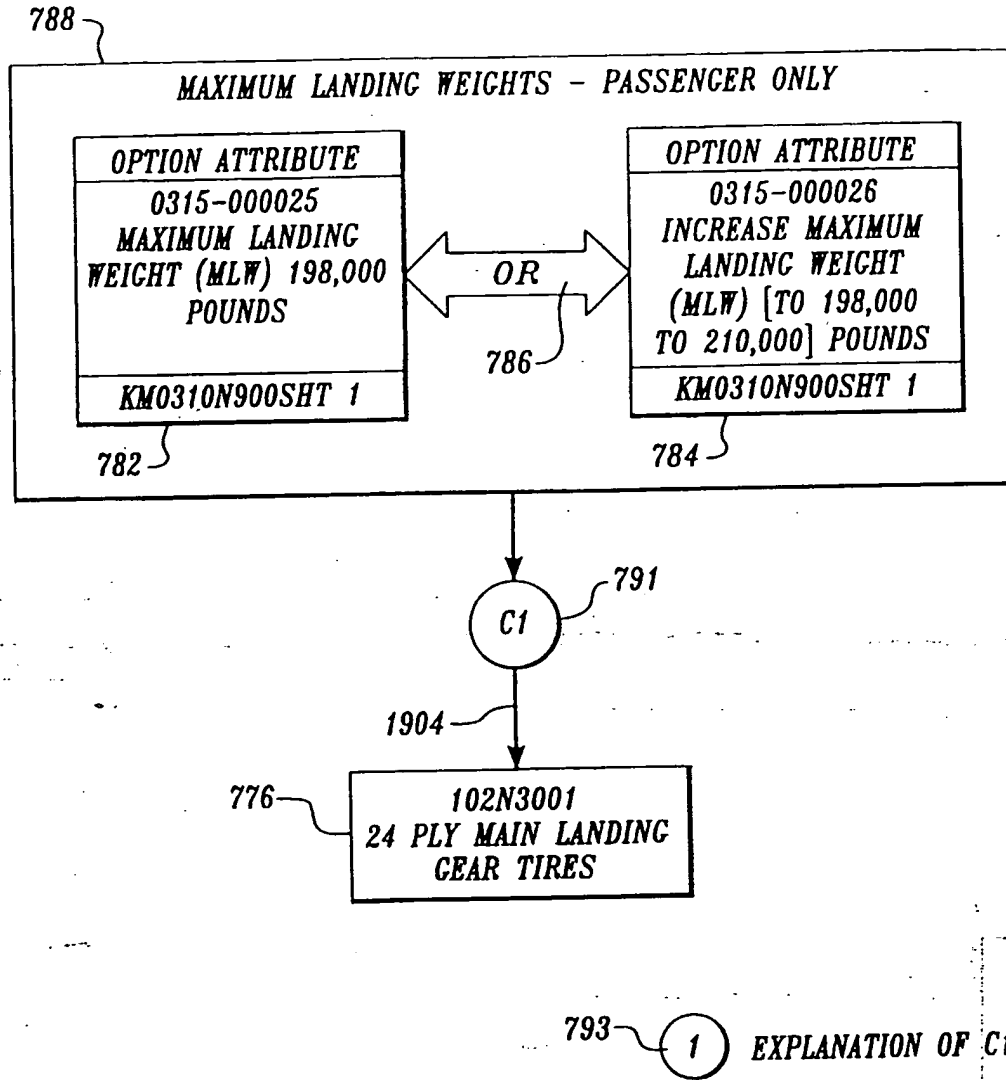 788
MAXIMUM LANDING WEIGHTS - PASSENGER ONLY
OPTION ATTRIBUTE
0315-000025
MAXIMUM LANDING
WEIGHT (MLW) 198,000
POUNDS
KM0310N900SHT 1
782
OR
786
OPTION ATTRIBUTE
0315-000026
INCREASE MAXIMUM
LANDING WEIGHT
(MLW) [TO 198,000
TO 210,000] POUNDS
KM0310N900SHT 1
784
C1
791
1904
776
102N3001
24 PLY MAIN LANDING
GEAR TIRES
793
1
EXPLANATION OF C1